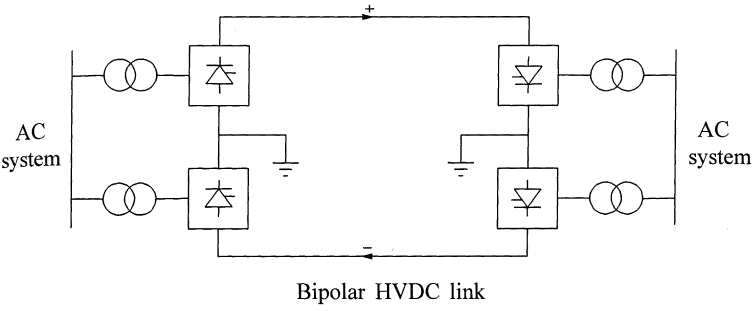 +
AC
system
AC
system
−
Bipolar HVDC link